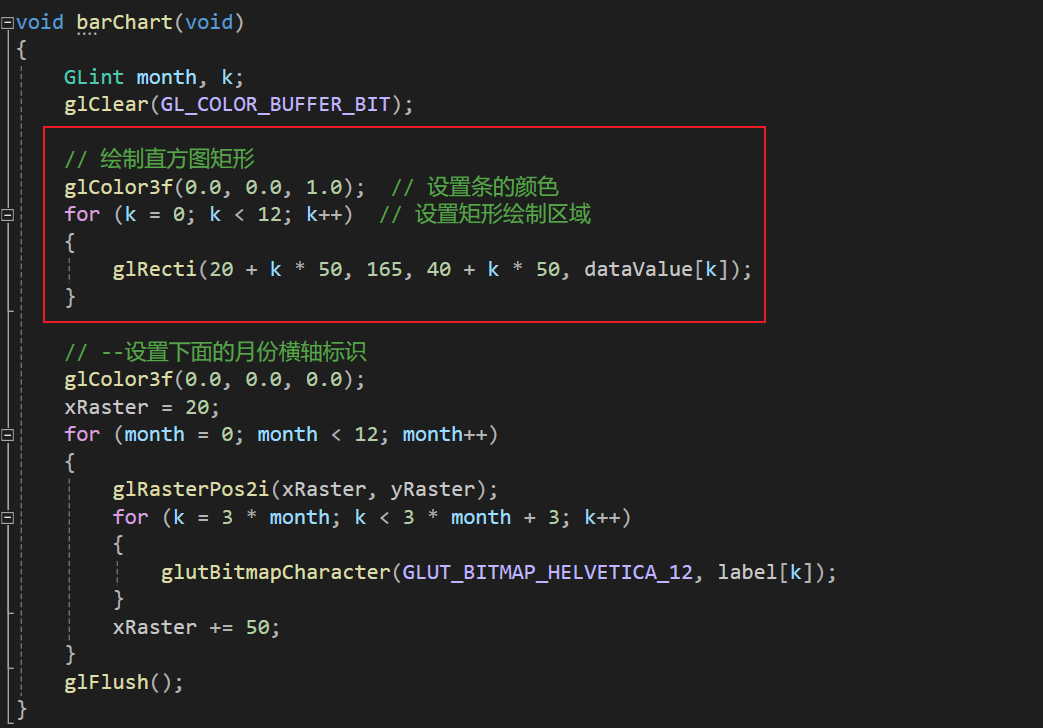 void barChart(void)
{
    GLint month, k;
    glClear(GL_COLOR_BUFFER_BIT);
    // 绘制直方图矩形
    glColor3f(0.0, 0.0, 1.0);  // 设置条的颜色
    for (k = 0; k < 12; k++)  // 设置矩形绘制区域
    {
        glRecti(20 + k * 50, 165, 40 + k * 50, dataValue[k]);
    }
    // --设置下面的月份横轴标识
    glColor3f(0.0, 0.0, 0.0);
    xRaster = 20;
    for (month = 0; month < 12; month++)
    {
        glRasterPos2i(xRaster, yRaster);
        for (k = 3 * month; k < 3 * month + 3; k++)
        {
            glutBitmapCharacter(GLUT_BITMAP_HELVETICA_12, label[k]);
        }
        xRaster += 50;
    }
    glFlush();
}